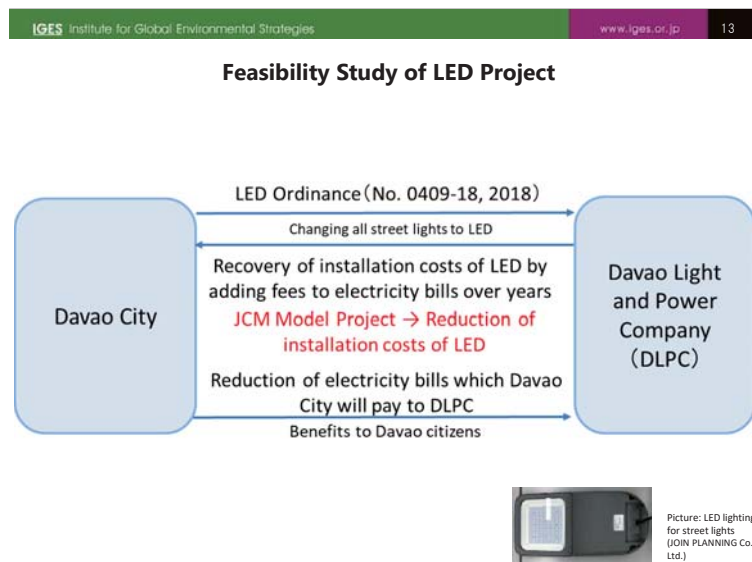 IGES Institute for Global Environmental Strategies
www.iges.or.jp
13
Feasibility Study of LED Project
Davao City
LED Ordinance(No. 0409-18, 2018)
Changing all street lights to LED
Recovery of installation costs of LED by
adding fees to electricity bills over years
JCM Model Project → Reduction of
installation costs of LED
Reduction of electricity bills which Davao
City will pay to DLPC
Benefits to Davao citizens
Davao Light
and Power
Company
(DLPC)
Picture: LED lighting
for street lights
(JOIN PLANNING Co.
Ltd.)